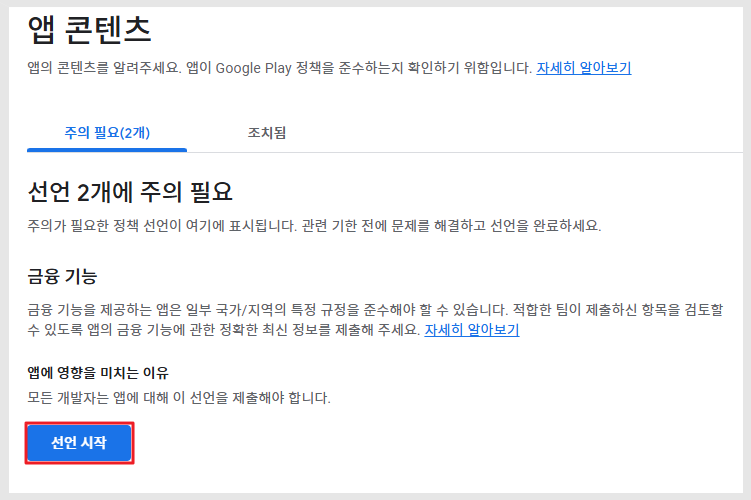 앱 콘텐츠
앱의 콘텐츠를 알려주세요. 앱이 Google Play 정책을 준수하는지 확인하기 위함입니다. 자세히 알아보기
주의 필요(2개) 조치됨
선언 2개에 주의 필요
주의가 필요한 정책 선언이 여기에 표시됩니다. 관련 기한 전에 문제를 해결하고 선언을 완료하세요.
금융 기능
금융 기능을 제공하는 앱은 일부 국가/지역의 특정 규정을 준수해야 할 수 있습니다. 적합한 팀이 제출하신 항목을 검토할
수 있도록 앱의 금융 기능에 관한 정확한 최신 정보를 제출해 주세요. 자세히 알아보기
앱에 영향을 미치는 이유
모든 개발자는 앱에 대해 이 선언을 제출해야 합니다.
선언 시작